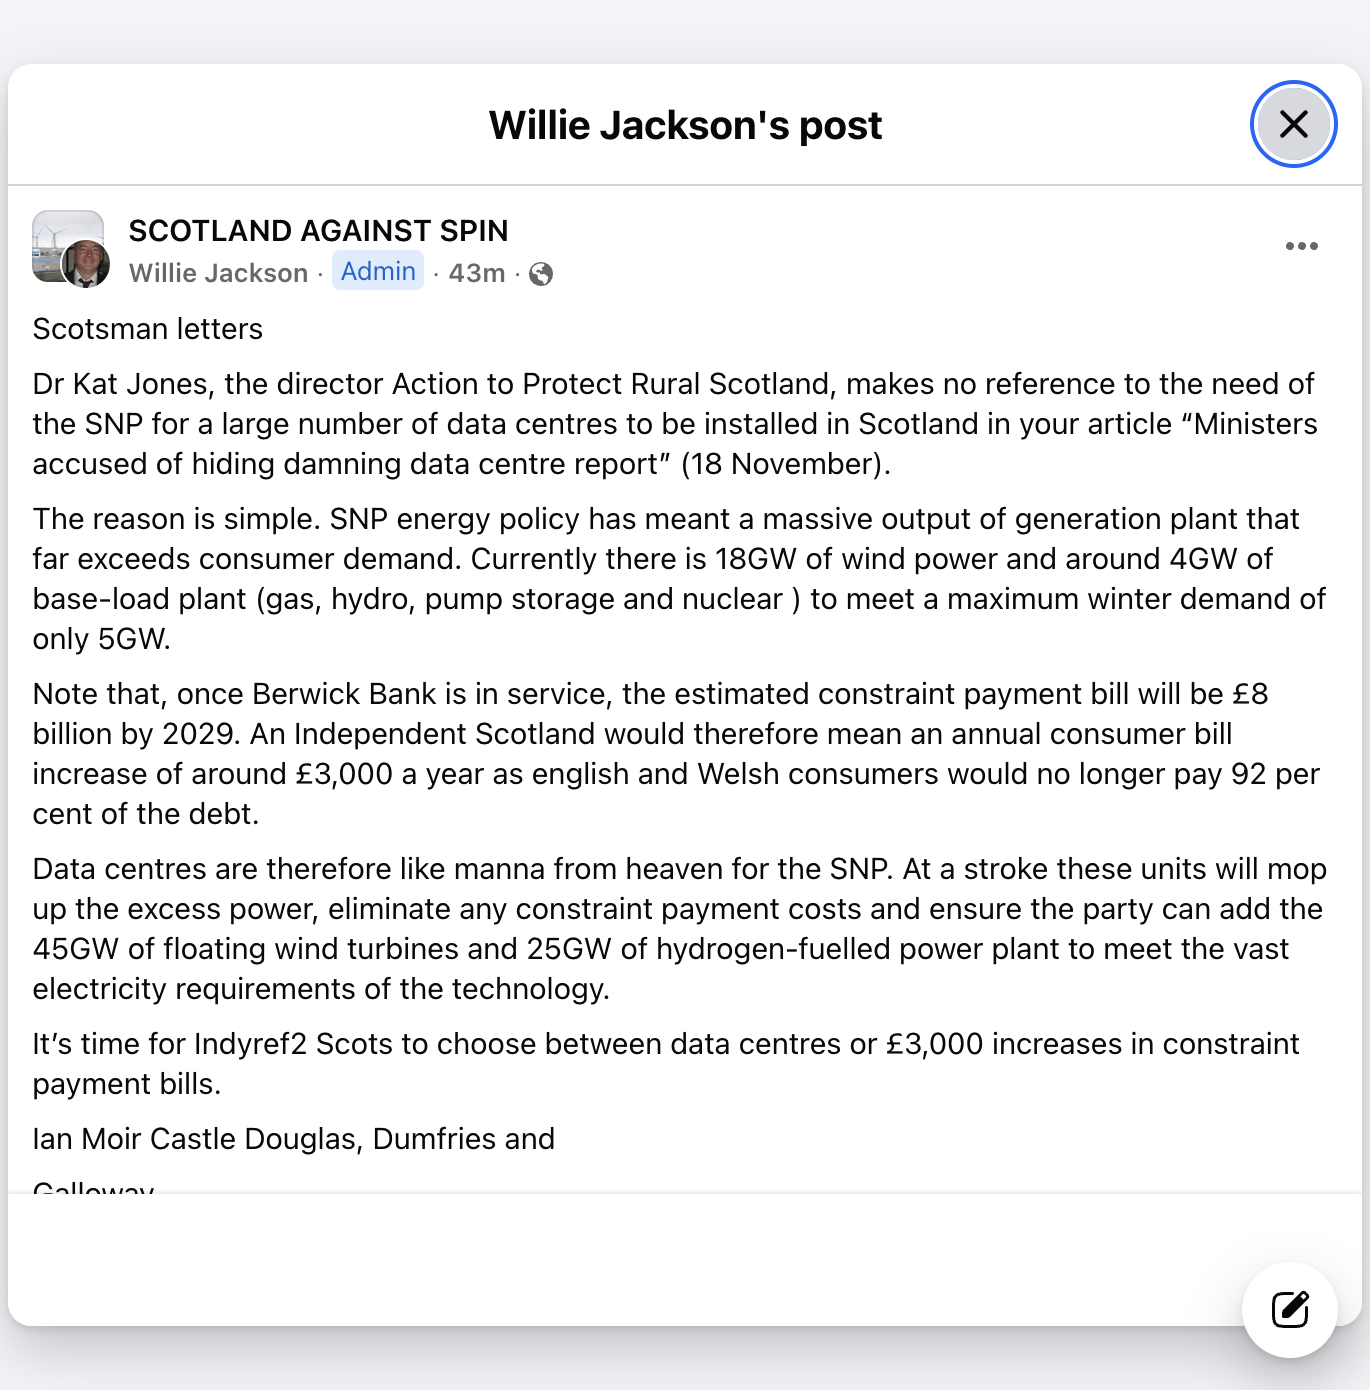 Willie Jackson's post
SCOTLAND AGAINST SPIN
Willie Jackson · Admin · 43m ·
Scotsman letters
Dr Kat Jones, the director Action to Protect Rural Scotland, makes no reference to the need of
the SNP for a large number of data centres to be installed in Scotland in your article “Ministers
accused of hiding damning data centre report” (18 November).
The reason is simple. SNP energy policy has meant a massive output of generation plant that
far exceeds consumer demand. Currently there is 18GW of wind power and around 4GW of
base-load plant (gas, hydro, pump storage and nuclear ) to meet a maximum winter demand of
only 5GW.
Note that, once Berwick Bank is in service, the estimated constraint payment bill will be £8
billion by 2029. An Independent Scotland would therefore mean an annual consumer bill
increase of around £3,000 a year as english and Welsh consumers would no longer pay 92 per
cent of the debt.
Data centres are therefore like manna from heaven for the SNP. At a stroke these units will mop
up the excess power, eliminate any constraint payment costs and ensure the party can add the
45GW of floating wind turbines and 25GW of hydrogen-fuelled power plant to meet the vast
electricity requirements of the technology.
It’s time for Indyref2 Scots to choose between data centres or £3,000 increases in constraint
payment bills.
Ian Moir Castle Douglas, Dumfries and
Galloway